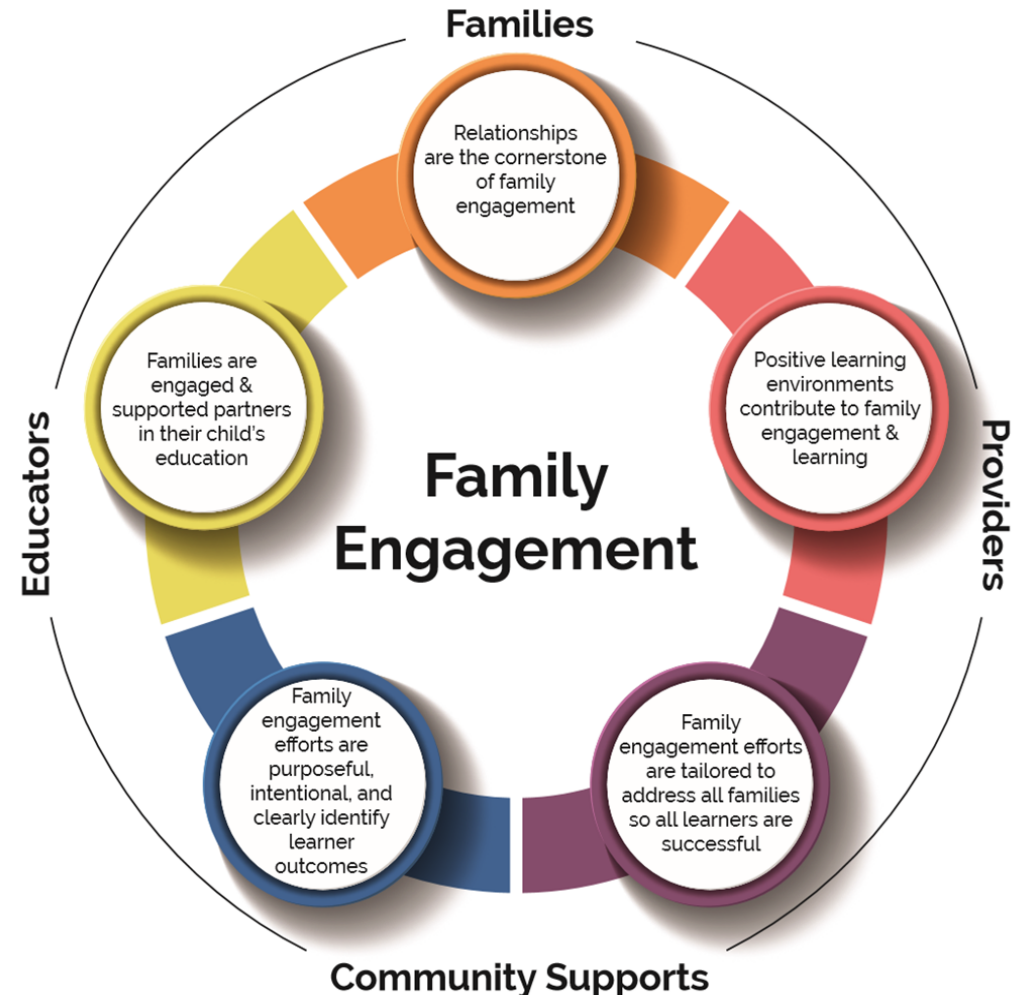 Families
Relationships
are the cornerstone
of family
engagement
Families are
engaged &
supported partners
in their child's
education
Positive learning
environments
contribute to family
engagement &
learning
Educators
Family
Engagement
Providers
Family
engagement
efforts are
purposeful,
intentional, and
clearly identify
learner
outcomes
Family
engagement efforts
are tailored to
address all families
so all learners are
successful
Community Supports